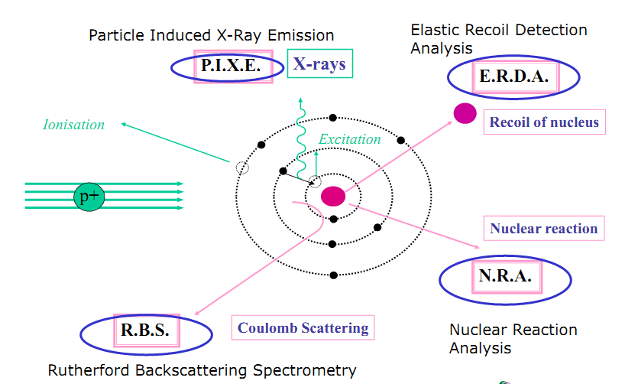 Particle Induced X-Ray Emission
P.I.X.E.
X-rays
Elastic Recoil Detection
Analysis
E.R.D.A.
Recoil of nucleus
Ionisation
Excitation
p+
Nuclear reaction
N.R.A.
Nuclear Reaction
Analysis
R.B.S.
Coulomb Scattering
Rutherford Backscattering Spectrometry